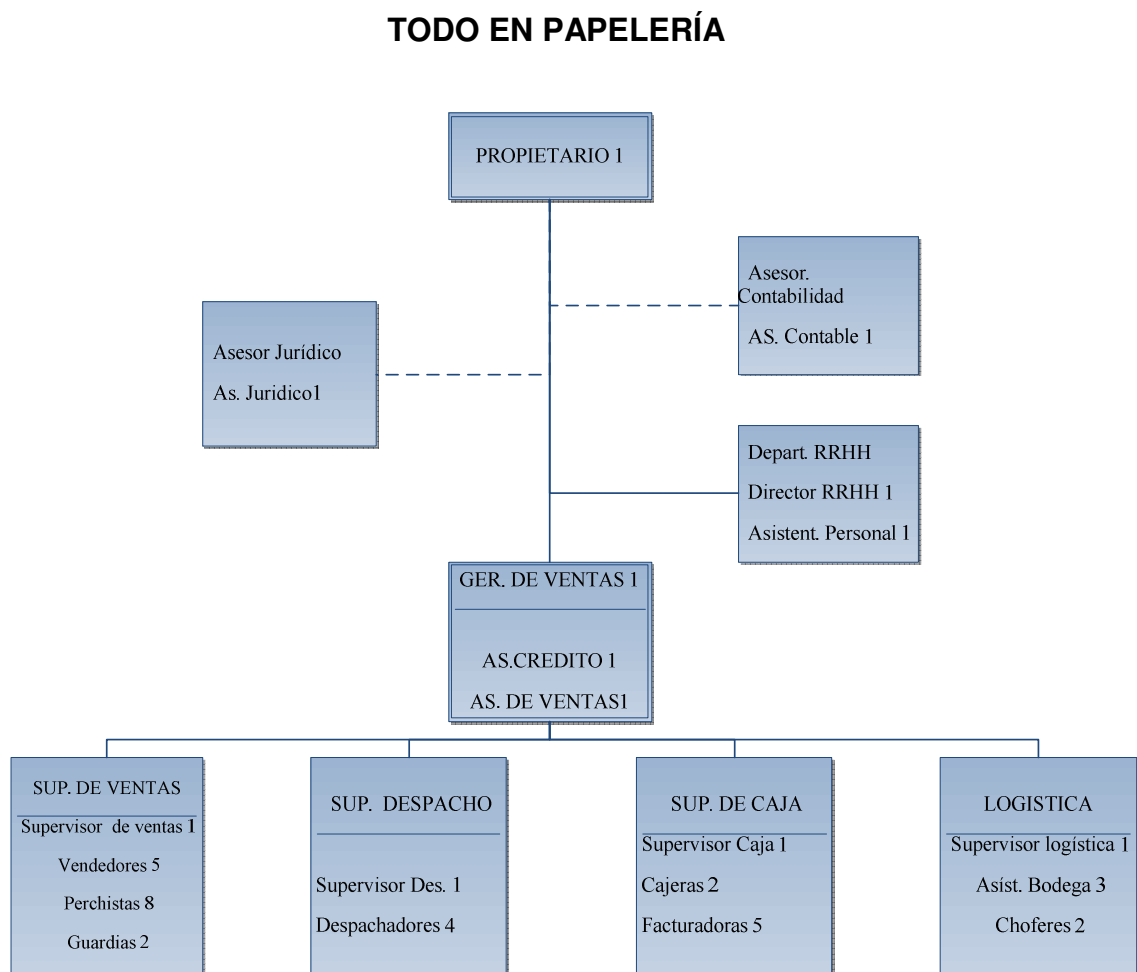 TODO EN PAPELERÍA
PROPIETARIO 1
Asesor.
Contabilidad
AS. Contable 1
Asesor Jurídico
As. Juridico1
Depart. RRHH
Director RRHH 1
Asistent. Personal 1
GER. DE VENTAS 1
AS.CREDITO 1
AS. DE VENTAS1
SUP. DE VENTAS
Supervisor de ventas 1
Vendedores 5
Perchistas 8
Guardias 2
SUP. DESPACHO
Supervisor Des. 1
Despachadores 4
SUP. DE CAJA
Supervisor Caja 1
Cajeras 2
Facturadoras 5
LOGISTICA
Supervisor logística 1
Asíst. Bodega 3
Choferes 2